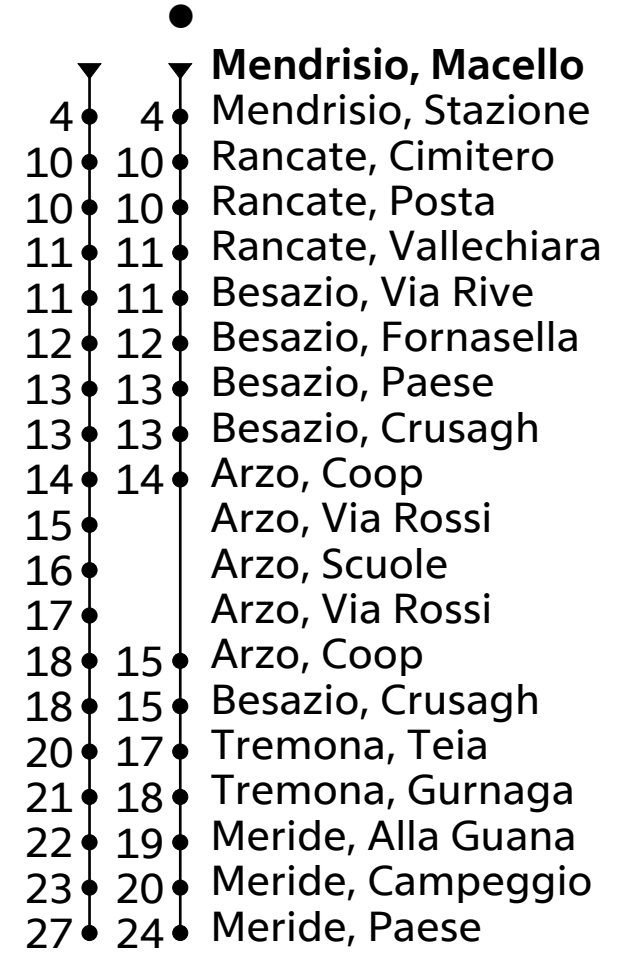 Mendrisio, Macello
4 4 Mendrisio, Stazione
10 10 Rancate, Cimitero
10 10 Rancate, Posta
11 11 Rancate, Vallechiara
11 11 Besazio, Via Rive
12 12 Besazio, Fornasella
13 13 Besazio, Paese
13 13 Besazio, Crusagh
14 14 Arzo, Coop
15 Arzo, Via Rossi
16 Arzo, Scuole
17 Arzo, Via Rossi
18 15 Arzo, Coop
18 15 Besazio, Crusagh
20 17 Tremona, Teia
21 18 Tremona, Gurnaga
22 19 Meride, Alla Guana
23 20 Meride, Campeggio
27 24 Meride, Paese